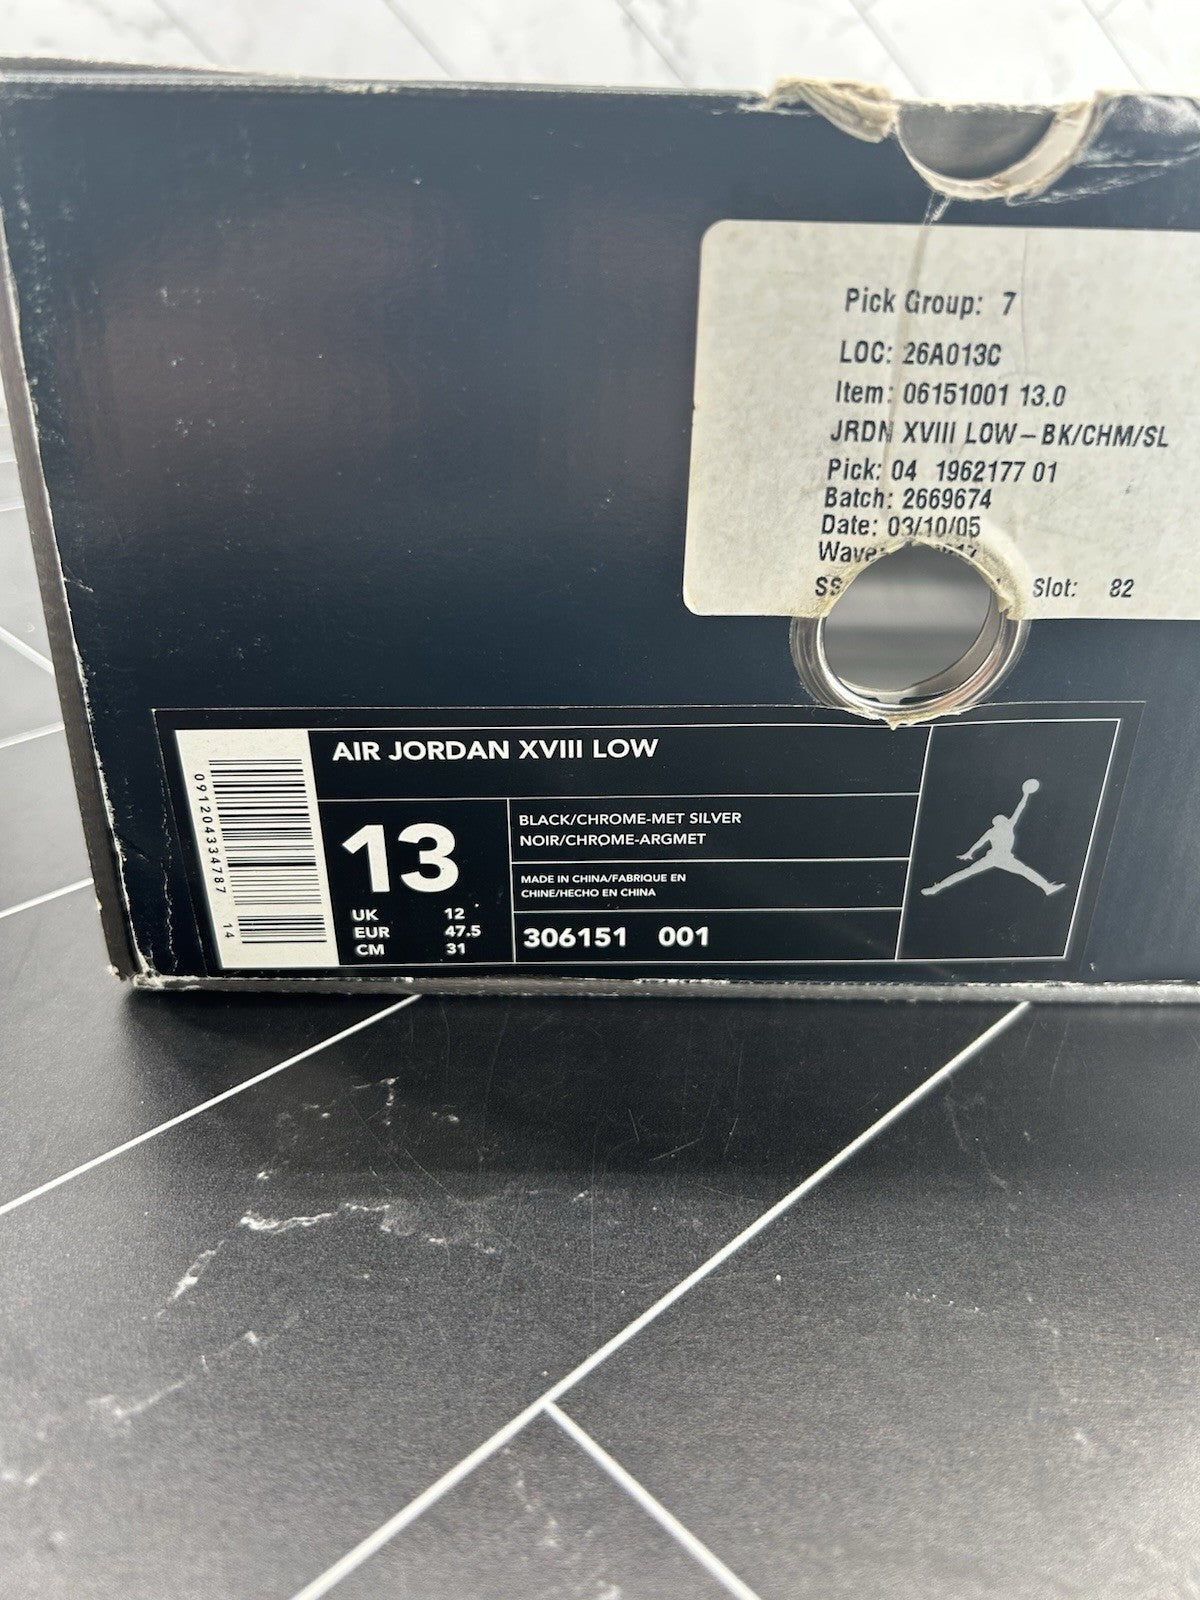 Pick Group: 7
LOC: 26A013C
Item: 06151001 13.0
JRDN XVIII LOW-BK/CHM/SL
Pick: 04 1962177 01
Batch: 2669674
Date: 03/10/05
Wave:
Slot: 82
AIR JORDAN XVIII LOW
091204334787 14
13
UK 12
EUR 47.5
CM 31
BLACK/CHROME-MET SILVER
NOIR/CHROME-ARGMET
MADE IN CHINA/FABRIQUE EN
CHINE/HECHO EN CHINA
306151 001